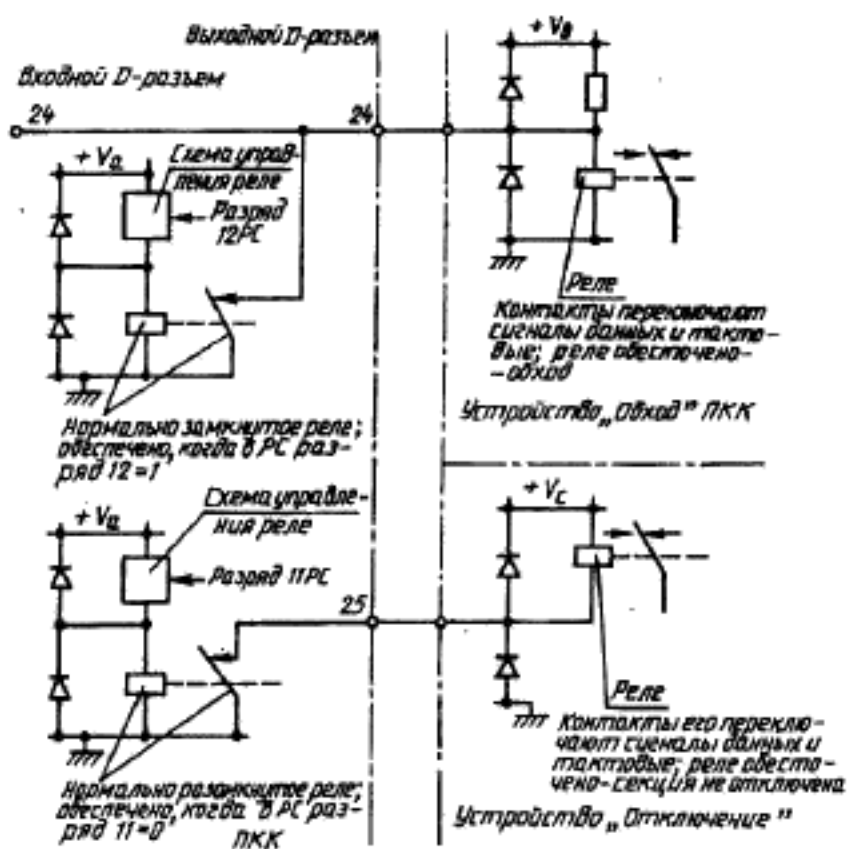 Выходной D-разъем
Входной D-разъем
24
24
+ Vв
+ Va
Схема управ-
ления реле
Разряд
12РС
Реле
Контакты переключают
сигналы данных и такто-
вые; реле обесточено-
-обход
Устройство „Обход" ПКК
Нормально замкнутое реле;
обеспечено, когда в РС раз-
ряд 12=1
Схема управле-
ния реле
+ Va
Разряд 11РС
25
+ Vc
Реле
Контакты его переклю-
чают сигналы данных и
тактовые; реле обесто-
чено-секция не отключена
Нормально разамкнутое реле;
обеспечено, когда в РС раз-
ряд 11=0
ПКК
Устройство „Отключение"